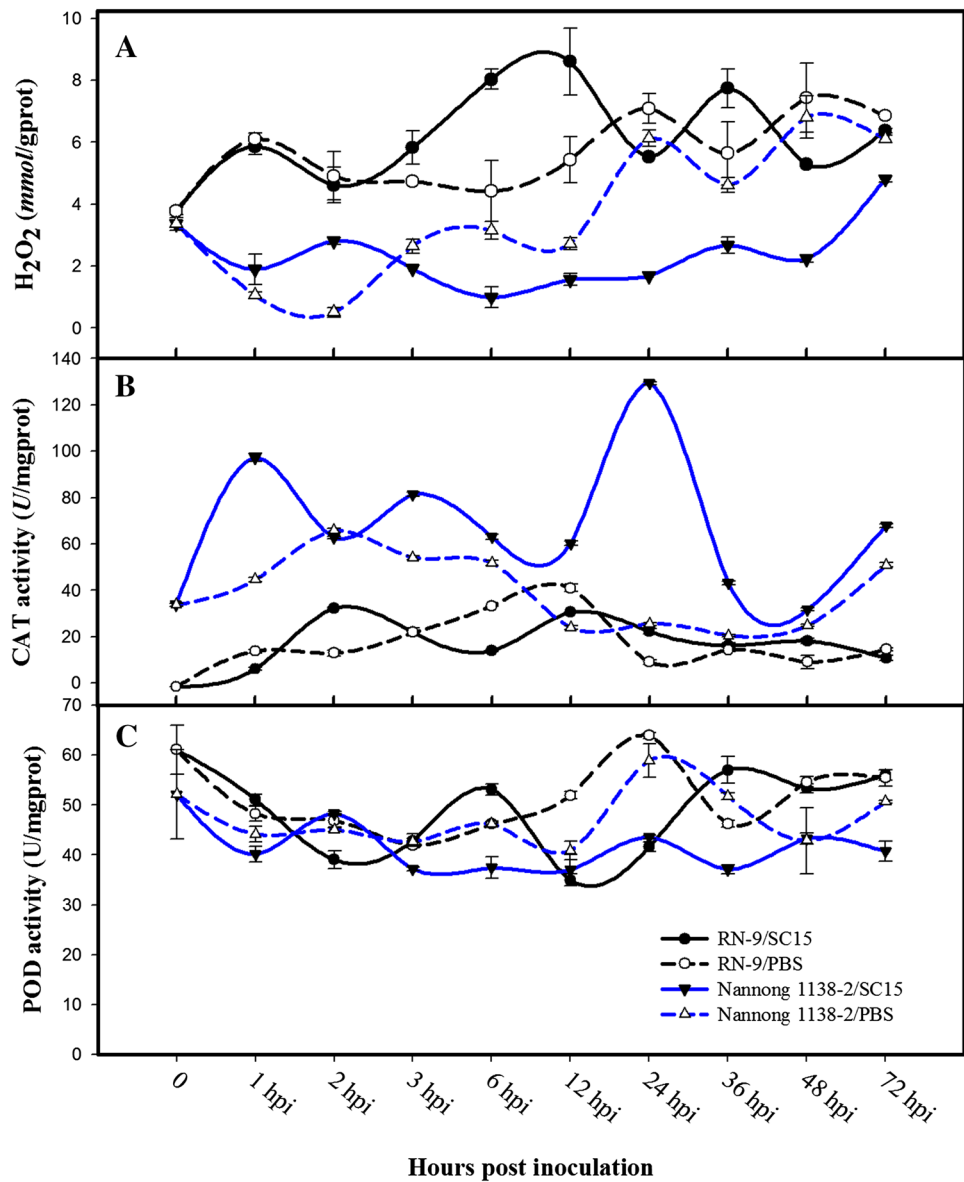 A
H₂O₂ (mmol/gprot)
10
8
6
4
2
0
B
CAT activity (U/mgprot)
140
120
100
80
60
40
20
0
C
POD activity (U/mgprot)
70
60
50
40
30
20
10
0
RN-9/SC15
RN-9/PBS
Nannong 1138-2/SC15
Nannong 1138-2/PBS
0
1 hpi
2 hpi
3 hpi
6 hpi
12 hpi
24 hpi
36 hpi
48 hpi
72 hpi
Hours post inoculation